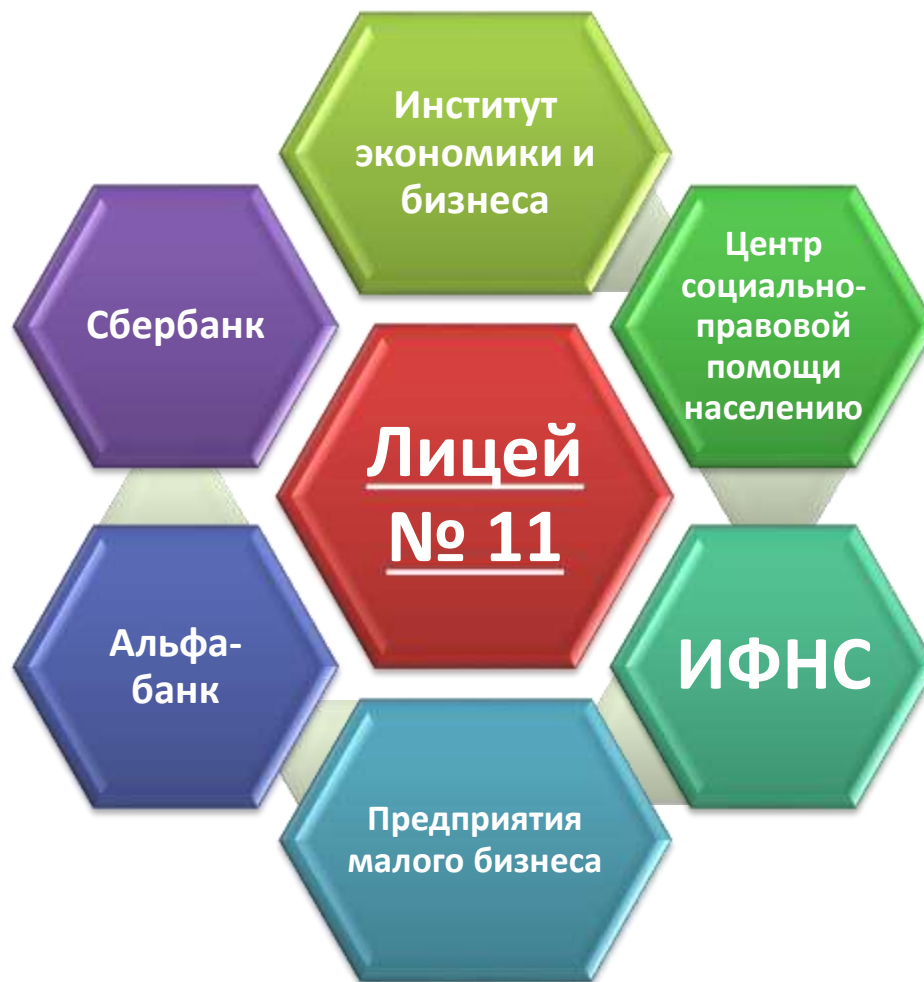 Институт
экономики и
бизнеса
Центр
социально-
правовой
помощи
населению
Сбербанк
Лицей
№ 11
Альфа-
банк
ИФНС
Предприятия
малого бизнеса